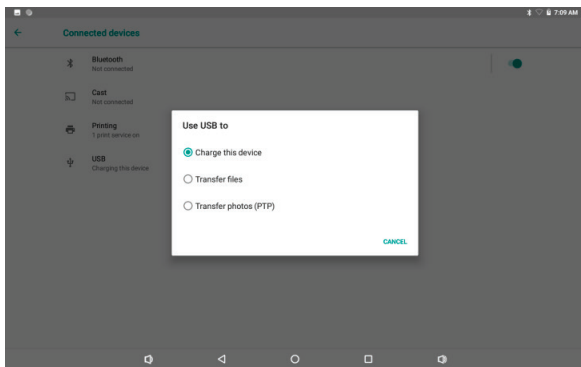 7:09 AM
Connected devices
Bluetooth
Not connected
Cast
Not connected
Printing
1 print service on
USB
Charging this device
Use USB to
Charge this device
Transfer files
Transfer photos (PTP)
CANCEL